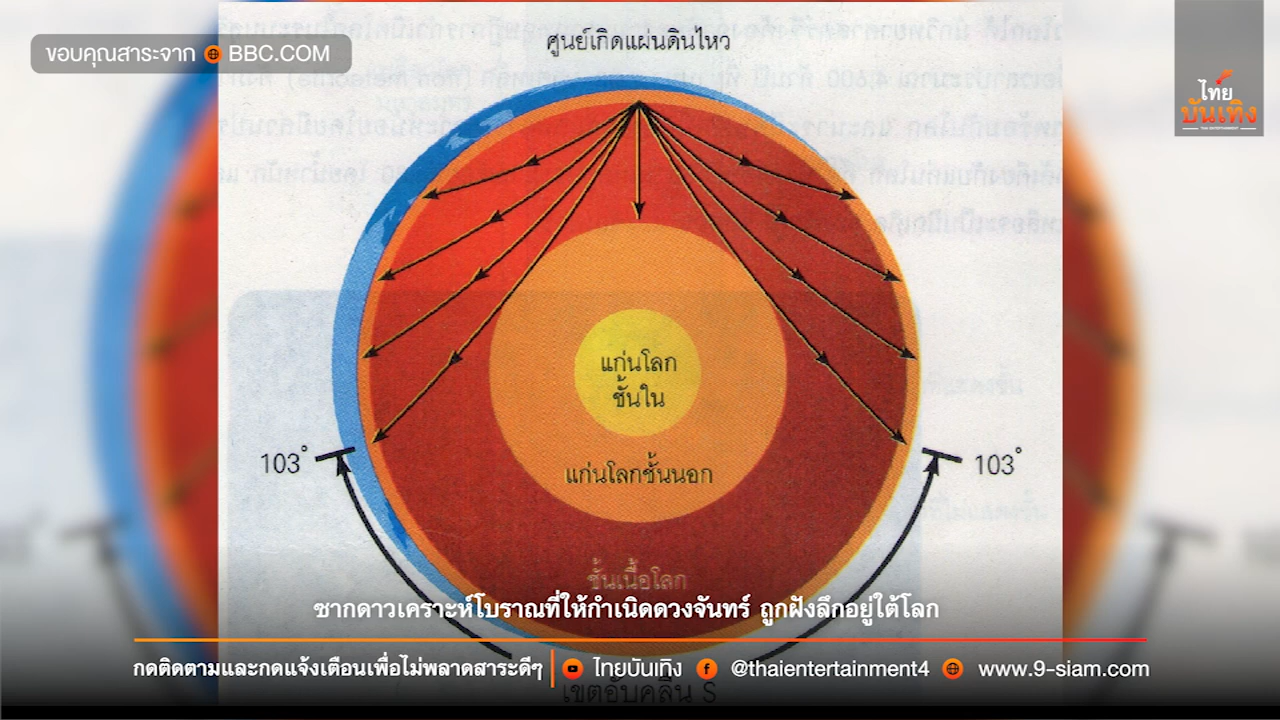 ขอบคุณสาระจาก BBC.COM
ศูนย์เกิดแผ่นดินไหว
ไทย
บันเทิง
THAI ENTERTAINMENT
แก่นโลก
ชั้นใน
103° 103°
แก่นโลกชั้นนอก
ชั้นเนื้อโลก
ซากดาวเคราะห์โบราณที่ให้กำเนิดดวงจันทร์ ถูกฝังลึกอยู่ใต้โลก
กดติดตามและกดแจ้งเตือนเพื่อไม่พลาดสาระดีๆ ไทยบันเทิง @thaientertainment4 www.9-siam.com
เขตอับคลื่น S